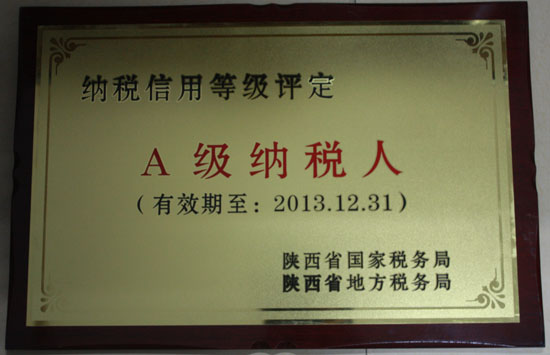 纳税信用等级评定
A 级纳税人
(有效期至: 2013.12.31)
陕西省国家税务局
陕西省地方税务局